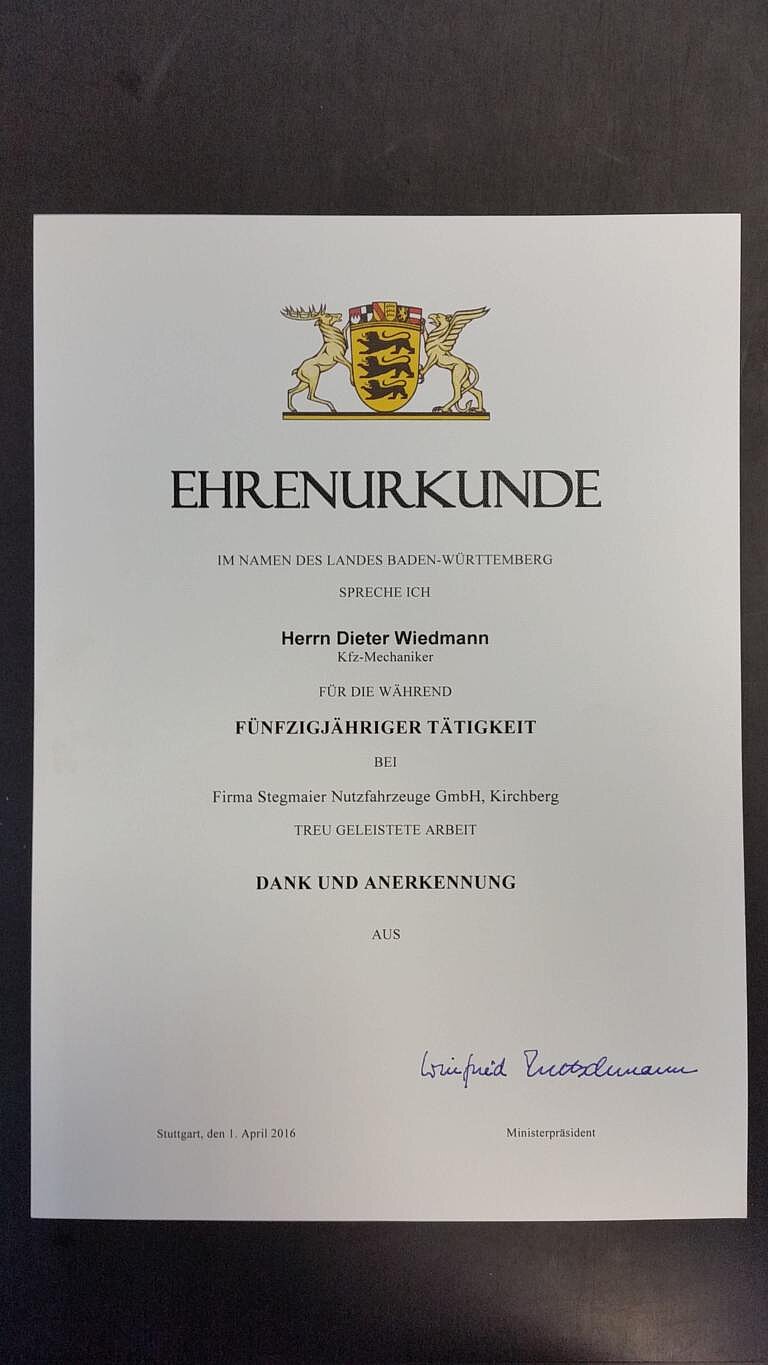 EHRENURKUNDE
IM NAMEN DES LANDES BADEN-WÜRTTEMBERG
SPRECHE ICH
Herrn Dieter Wiedmann
Kfz-Mechaniker
FÜR DIE WÄHREND
FÜNFZIGJÄHRIGER TÄTIGKEIT
BEI
Firma Stegmaier Nutzfahrzeuge GmbH, Kirchberg
TREU GELEISTETE ARBEIT
DANK UND ANERKENNUNG
AUS
Winfried Kretschmann
Stuttgart, den 1. April 2016
Ministerpräsident